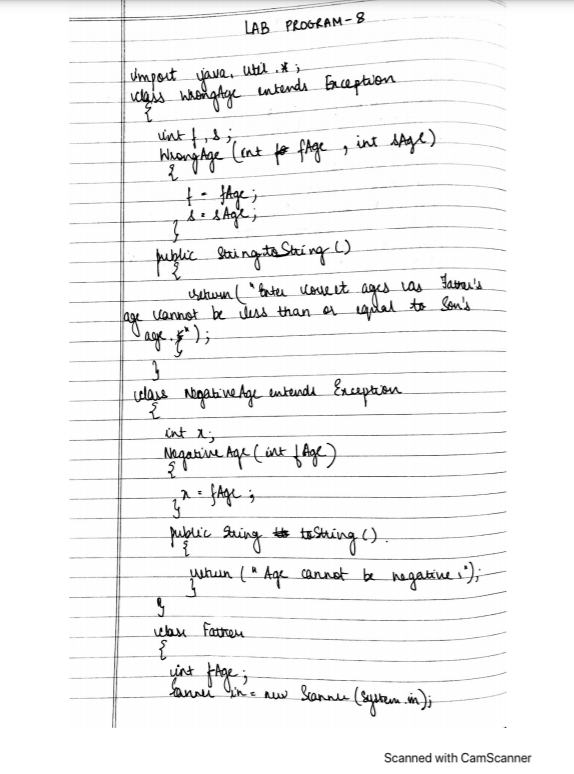 LAB PROGRAM-8
import java.util.*;
class WrongAge extends Exception
{
int f, s;
WrongAge (int fAge, int sAge)
{
f = fAge;
s = sAge;
}
public String toString()
{
return("Enter correct ages as Father's
age cannot be less than or equal to Son's
age.");
}
}
class NegativeAge extends Exception
{
int x;
NegativeAge (int fAge)
{
x = fAge;
}
public String toString().
{
return ("Age cannot be negative!");
}
}
class Father
{
int fAge;
Scanner in = new Scanner (System.in);
Scanned with CamScanner